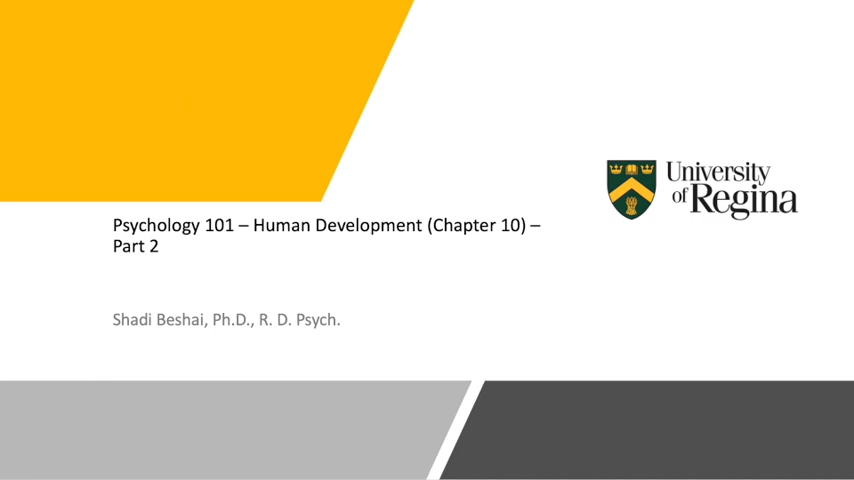 University
of Regina
Psychology 101 – Human Development (Chapter 10) –
Part 2
Shadi Beshai, Ph.D., R. D. Psych.